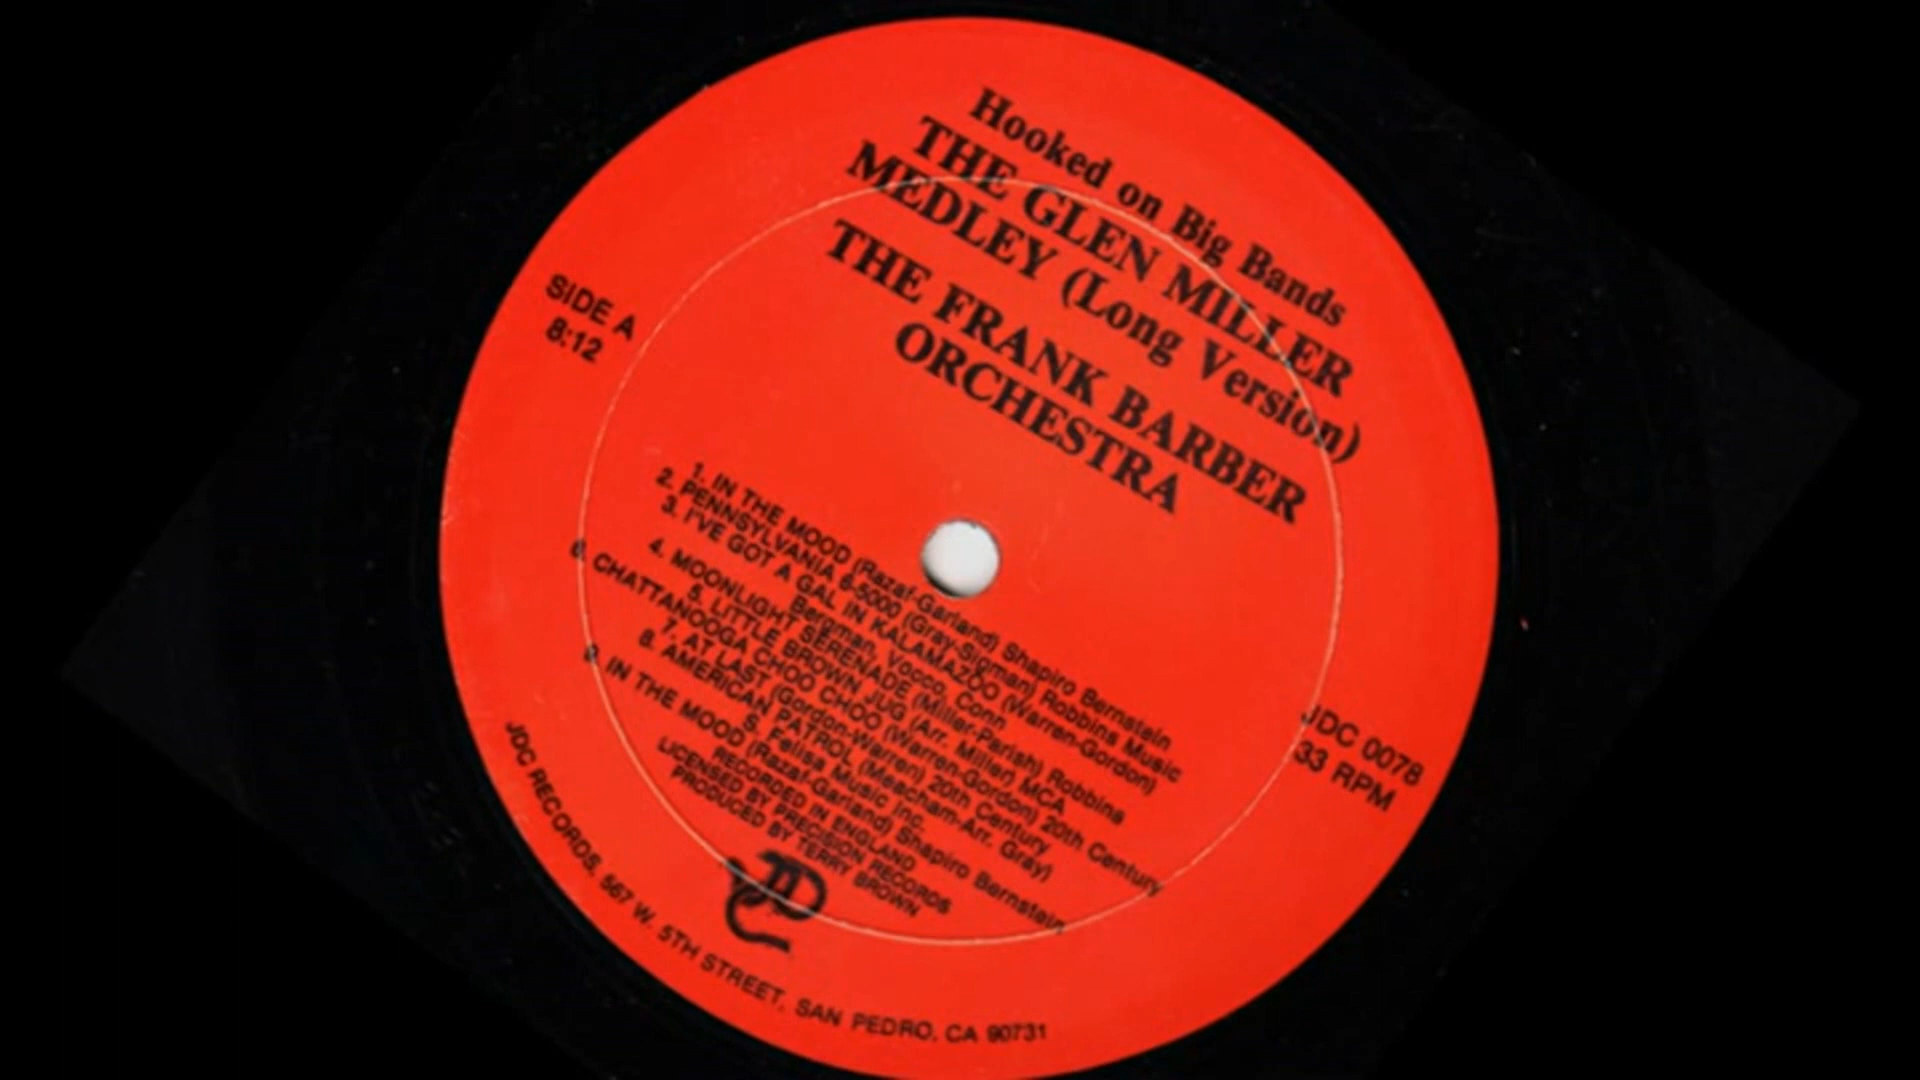 Hooked on Big Bands
THE GLEN MILLER
MEDLEY (Long Version)
THE FRANK BARBER
ORCHESTRA
SIDE A
8:12
1. IN THE MOOD (Razaf-Garland) Shapiro Bernstein
2. PENNSYLVANIA 6-5000 (Gray-Sigman) Robbins Music
3. I'VE GOT A GAL IN KALAMAZOO (Warren-Gordon)
Bergman, Vocco, Conn
4. MOONLIGHT SERENADE (Miller-Parish) Robbins
5. LITTLE BROWN JUG (Arr. Miller) MCA
6. CHATTANOOGA CHOO CHOO (Warren-Gordon) 20th Century
7. AT LAST (Gordon-Warren) 20th Century
8. AMERICAN PATROL (Meacham-Arr. Gray)
S. Felisa Music Inc.
9. IN THE MOOD (Razaf-Garland) Shapiro Bernstein
RECORDED IN ENGLAND
LICENSED BY PRECISION RECORDS
PRODUCED BY TERRY BROWN
JDC 0078
33 RPM
JDC
JDC RECORDS, 567 W. 5TH STREET, SAN PEDRO, CA 90731